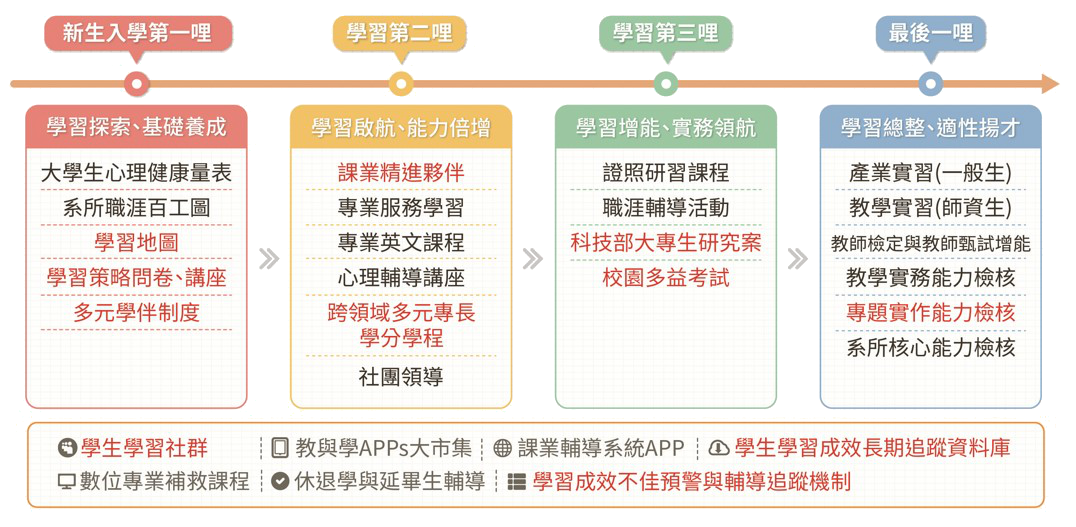 新生入學第一哩
學習第二哩
學習第三哩
最後一哩
學習探索、基礎養成
大學生心理健康量表
系所職涯百工圖
學習地圖
學習策略問卷、講座
多元學伴制度
學習啟航、能力倍增
課業精進夥伴
專業服務學習
專業英文課程
心理輔導講座
跨領域多元專長
學分學程
社團領導
學習增能、實務領航
證照研習課程
職涯輔導活動
科技部大專生研究案
校園多益考試
學習總整、適性揚才
產業實習(一般生)
教學實習(師資生)
教師檢定與教師甄試增能
教學實務能力檢核
專題實作能力檢核
系所核心能力檢核
學生學習社群
教與學APPs大市集
課業輔導系統APP
學生學習成效長期追蹤資料庫
數位專業補救課程
休退學與延畢生輔導
學習成效不佳預警與輔導追蹤機制